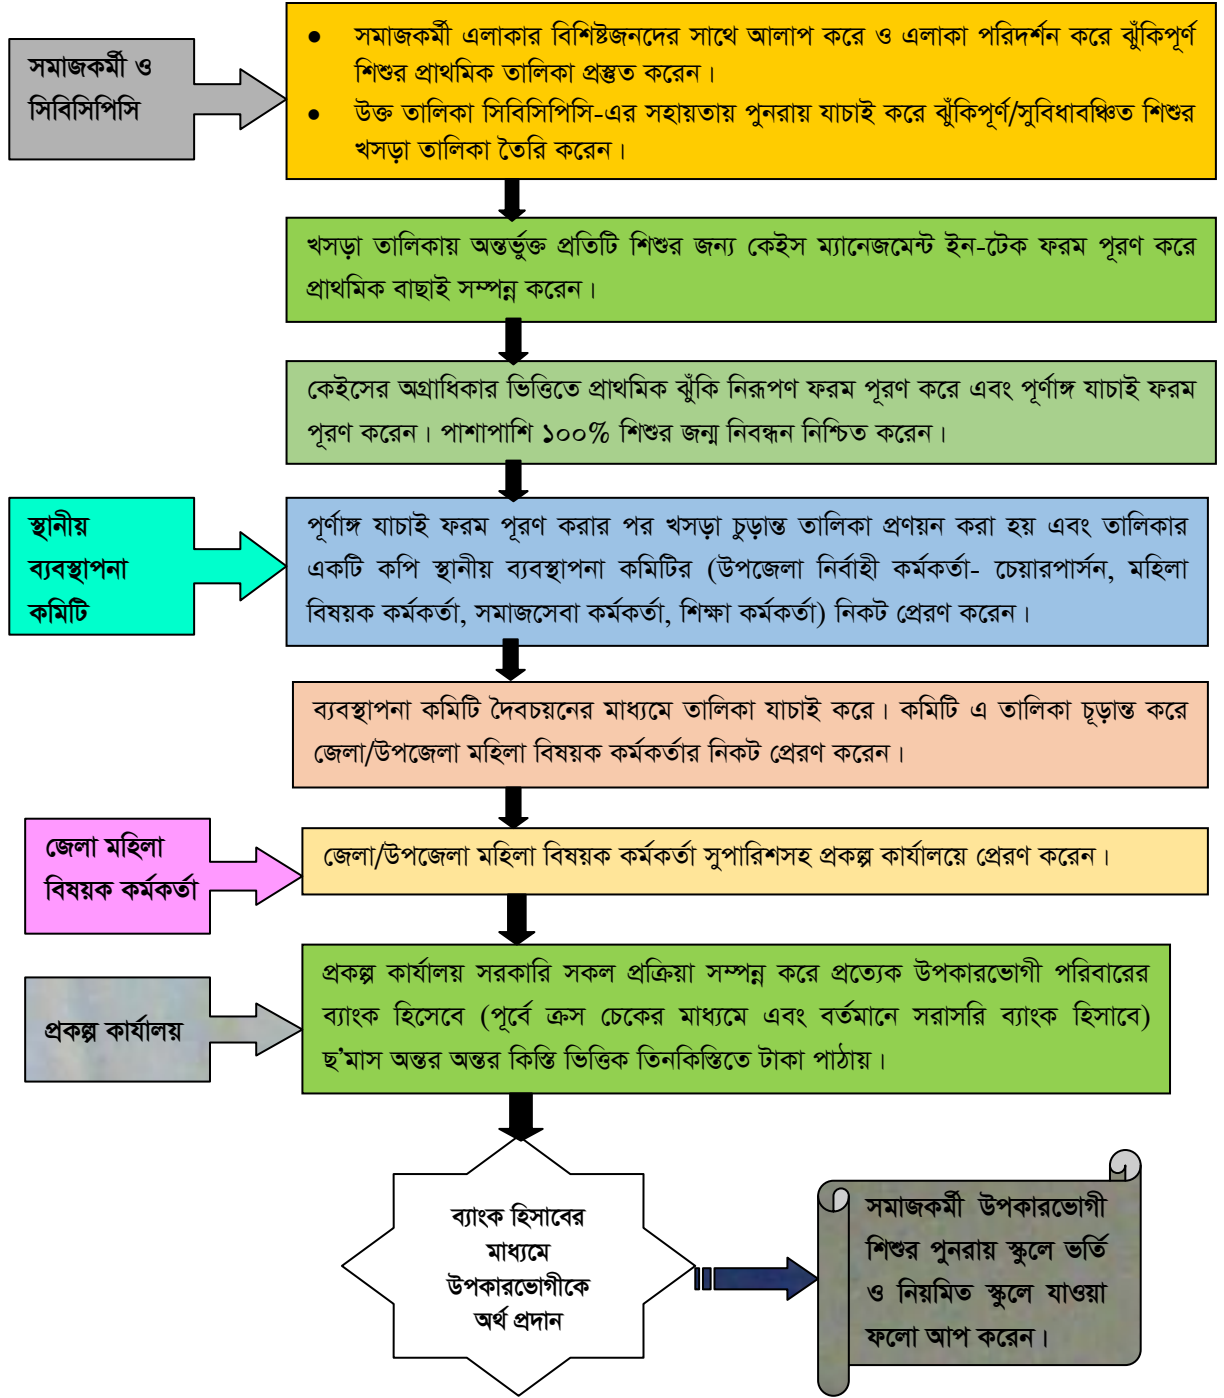 সমাজকর্মী ও
সিবিসিপিসি
● সমাজকর্মী এলাকার বিশিষ্টজনদের সাথে আলাপ করে ও এলাকা পরিদর্শন করে ঝুঁকিপূর্ণ
শিশুর প্রাথমিক তালিকা প্রস্তুত করেন।
● উক্ত তালিকা সিবিসিপিসি-এর সহায়তায় পুনরায় যাচাই করে ঝুঁকিপূর্ণ/সুবিধাবঞ্চিত শিশুর
খসড়া তালিকা তৈরি করেন।
খসড়া তালিকায় অন্তর্ভুক্ত প্রতিটি শিশুর জন্য কেইস ম্যানেজমেন্ট ইন-টেক ফরম পূরণ করে
প্রাথমিক বাছাই সম্পন্ন করেন।
কেইসের অগ্রাধিকার ভিত্তিতে প্রাথমিক ঝুঁকি নিরূপণ ফরম পূরণ করে এবং পূর্ণাঙ্গ যাচাই ফরম
পূরণ করেন। পাশাপাশি ১০০% শিশুর জন্ম নিবন্ধন নিশ্চিত করেন।
স্থানীয়
ব্যবস্থাপনা
কমিটি
পূর্ণাঙ্গ যাচাই ফরম পূরণ করার পর খসড়া চুড়ান্ত তালিকা প্রণয়ন করা হয় এবং তালিকার
একটি কপি স্থানীয় ব্যবস্থাপনা কমিটির (উপজেলা নির্বাহী কর্মকর্তা- চেয়ারপার্সন, মহিলা
বিষয়ক কর্মকর্তা, সমাজসেবা কর্মকর্তা, শিক্ষা কর্মকর্তা) নিকট প্রেরণ করেন।
ব্যবস্থাপনা কমিটি দৈবচয়নের মাধ্যমে তালিকা যাচাই করে। কমিটি এ তালিকা চূড়ান্ত করে
জেলা/উপজেলা মহিলা বিষয়ক কর্মকর্তার নিকট প্রেরণ করেন।
জেলা মহিলা
বিষয়ক কর্মকর্তা
জেলা/উপজেলা মহিলা বিষয়ক কর্মকর্তা সুপারিশসহ প্রকল্প কার্যালয়ে প্রেরণ করেন।
প্রকল্প কার্যালয়
প্রকল্প কার্যালয় সরকারি সকল প্রক্রিয়া সম্পন্ন করে প্রত্যেক উপকারভোগী পরিবারের
ব্যাংক হিসেবে (পূর্বে ক্রস চেকের মাধ্যমে এবং বর্তমানে সরাসরি ব্যাংক হিসাবে)
ছ'মাস অন্তর অন্তর কিস্তি ভিত্তিক তিনকিস্তিতে টাকা পাঠায়।
ব্যাংক হিসাবের
মাধ্যমে
উপকারভোগীকে
অর্থ প্রদান
সমাজকর্মী উপকারভোগী
শিশুর পুনরায় স্কুলে ভর্তি
ও নিয়মিত স্কুলে যাওয়া
ফলো আপ করেন।